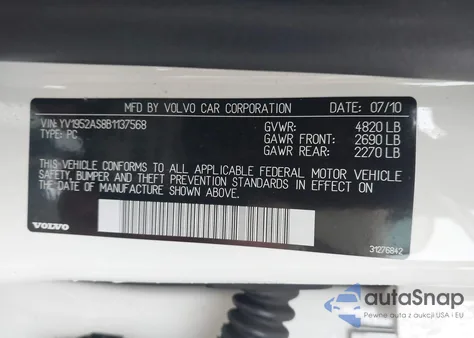 MFD BY VOLVO CAR CORPORATION DATE: 07/10
VIN: YV1952AS8B1137568 GVWR: 4820 LB
TYPE: PC GAWR FRONT: 2690 LB
GAWR REAR: 2270 LB
THIS VEHICLE CONFORMS TO ALL APPLICABLE FEDERAL MOTOR VEHICLE
SAFETY, BUMPER AND THEFT PREVENTION STANDARDS IN EFFECT ON
THE DATE OF MANUFACTURE SHOWN ABOVE.
VOLVO 31276842
autoSnap
Pewne auta z aukcji USA i EU